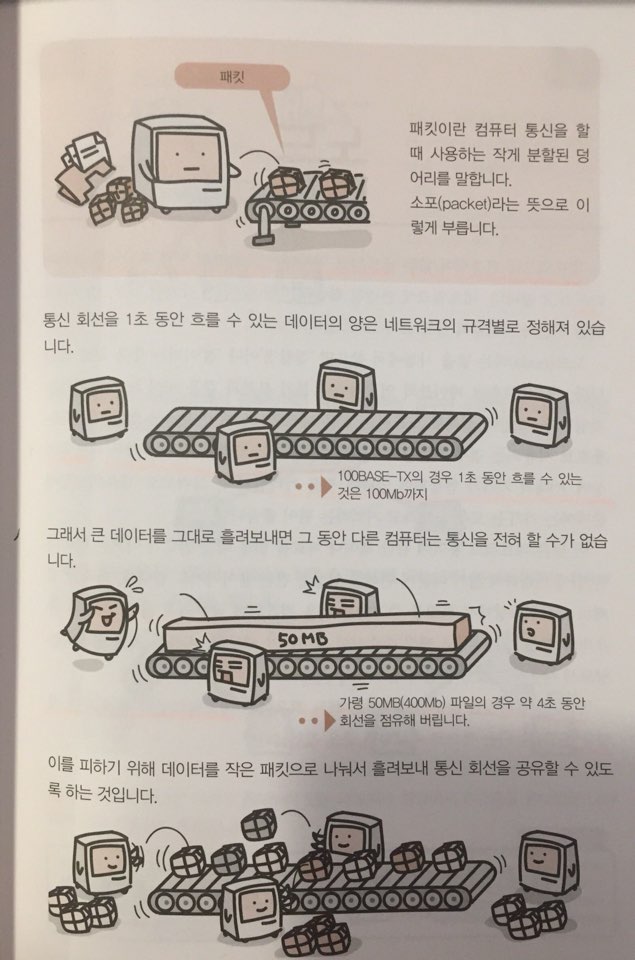 패킷
패킷이란 컴퓨터 통신을 할
때 사용하는 작게 분할된 덩
어리를 말합니다.
소포(packet)라는 뜻으로 이
렇게 부릅니다.
통신 회선을 1초 동안 흐를 수 있는 데이터의 양은 네트워크의 규격별로 정해져 있습
니다.
100BASE-TX의 경우 1초 동안 흐를 수 있는
것은 100Mb까지
그래서 큰 데이터를 그대로 흘려보내면 그 동안 다른 컴퓨터는 통신을 전혀 할 수가 없습
니다.
50MB
가령 50MB(400Mb) 파일의 경우 약 4초 동안
회선을 점유해 버립니다.
이를 피하기 위해 데이터를 작은 패킷으로 나눠서 흘려보내 통신 회선을 공유할 수 있도
록 하는 것입니다.